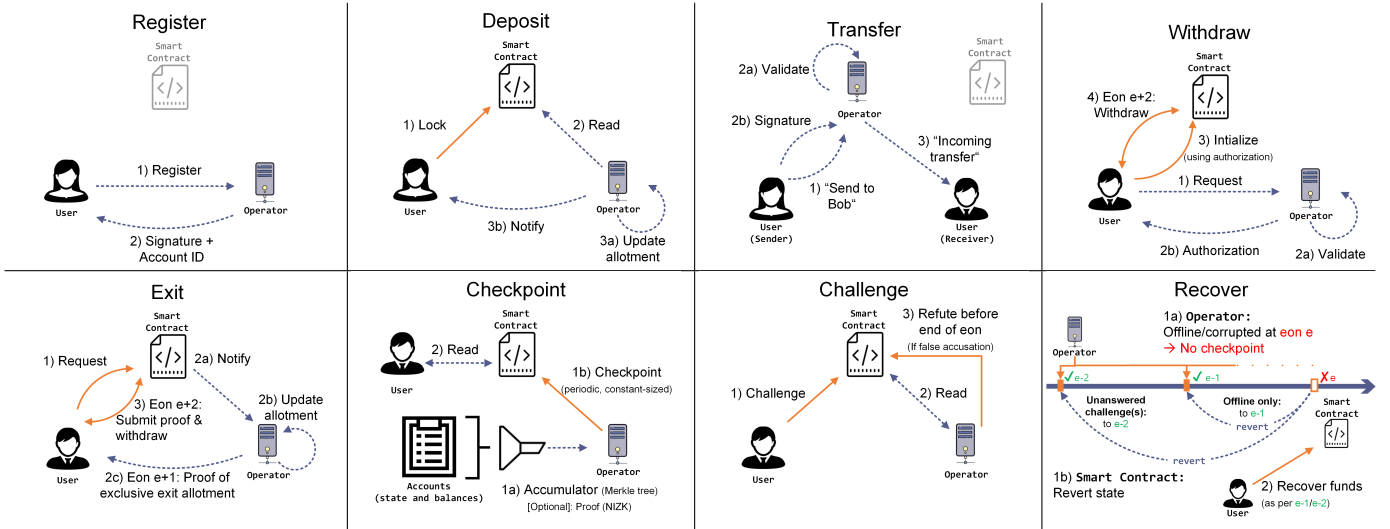 Register
Smart
Contract
1) Register
User
Operator
2) Signature +
Account ID
Deposit
Smart
Contract
1) Lock
2) Read
User
Operator
3b) Notify
3a) Update
allotment
Transfer
Smart
Contract
2a) Validate
Operator
2b) Signature
3) “Incoming
transfer“
1) “Send to
Bob“
User
(Sender)
User
(Receiver)
Withdraw
Smart
Contract
4) Eon e+2:
Withdraw
3) Intialize
(using authorization)
1) Request
User
Operator
2b) Authorization
2a) Validate
Exit
Smart
Contract
1) Request
2a) Notify
3) Eon e+2:
Submit proof &
withdraw
2b) Update
allotment
User
Operator
2c) Eon e+1: Proof of
exclusive exit allotment
Checkpoint
Smart
Contract
2) Read
User
1b) Checkpoint
(periodic, constant-sized)
Accounts
(state and balances)
Operator
1a) Accumulator (Merkle tree)
[Optional]: Proof (NIZK)
Challenge
Smart
Contract
3) Refute before
end of eon
(If false accusation)
1) Challenge
2) Read
User
Operator
Recover
1a) Operator:
Offline/corrupted at eon e
→ No checkpoint
Operator
✓e-2
✓e-1
✗e
Unanswered
challenge(s):
to e-2
Offline only:
to e-1
revert
Smart
Contract
revert
1b) Smart Contract:
Revert state
2) Recover funds
(as per e-1/e-2)
User